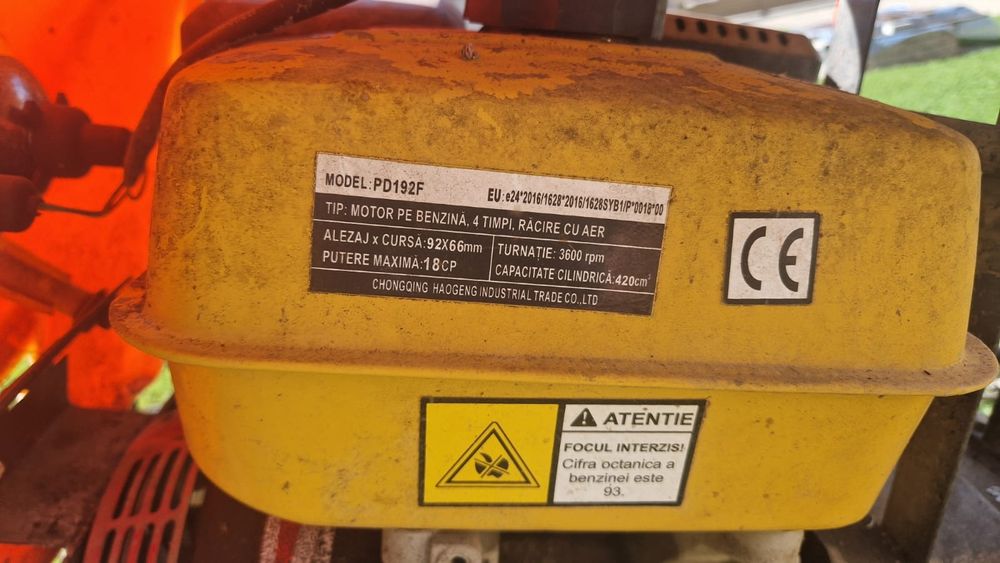 MODEL: PD192F EU: e24*2016/1628*2016/1628SYB1/P*0018*00
TIP: MOTOR PE BENZINĂ, 4 TIMPI, RĂCIRE CU AER
ALEZAJ x CURSĂ: 92X66mm TURNAȚIE: 3600 rpm
PUTERE MAXIMĂ: 18CP CAPACITATE CILINDRICĂ: 420cm³
CHONGQING HAOGENG INDUSTRIAL TRADE CO., LTD
CE
ATENTIE
FOCUL INTERZIS!
Cifra octanica a
benzinei este
93.